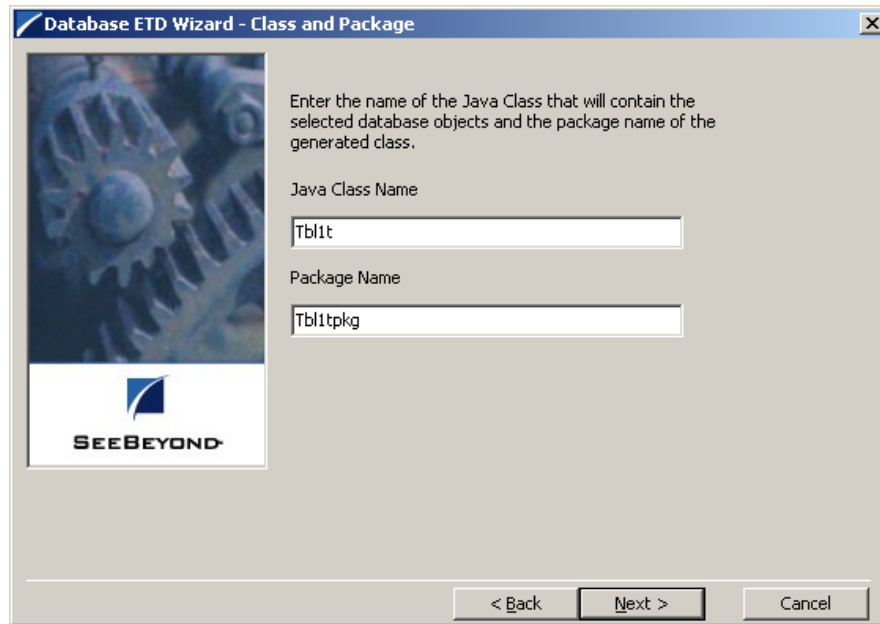 Database ETD Wizard - Class and Package
Enter the name of the Java Class that will contain the
selected database objects and the package name of the
generated class.
Java Class Name
Tbl1t
Package Name
Tbl1tpkg
SEEBEYOND
< Back
Next >
Cancel